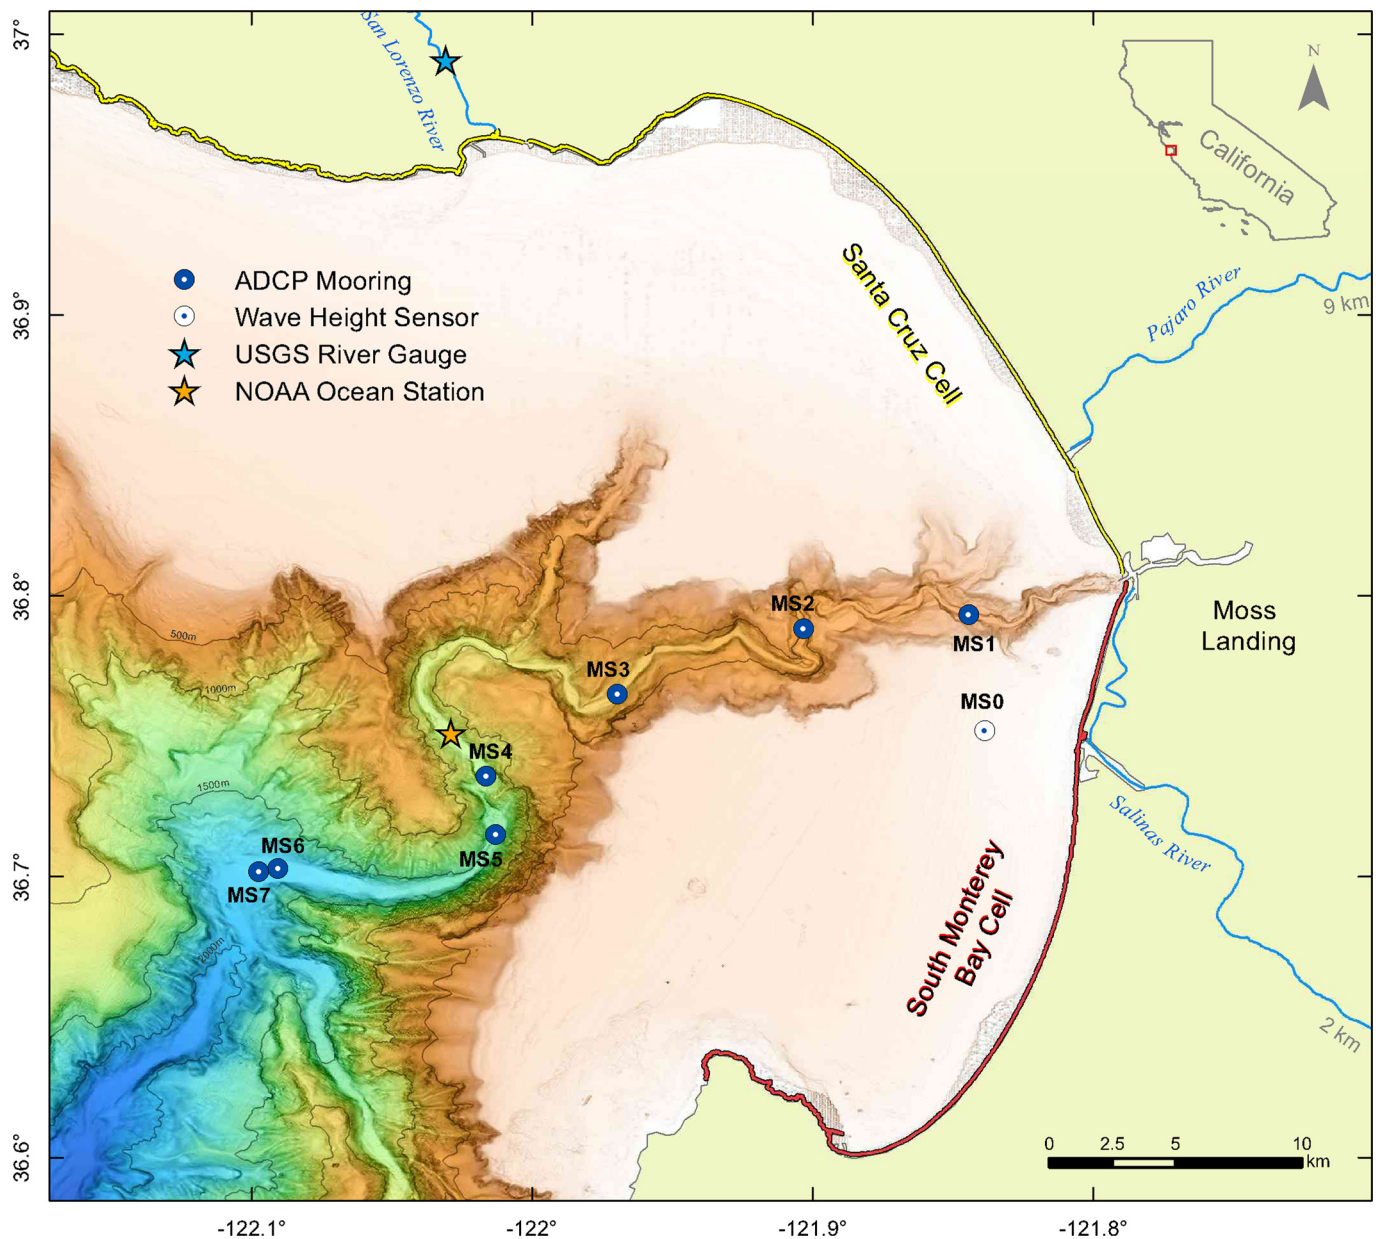 37°
36.9°
36.8°
36.7°
36.6°
San Lorenzo River
N
California
ADCP Mooring
Wave Height Sensor
USGS River Gauge
NOAA Ocean Station
Santa Cruz Cell
Pajaro River
9 km
Moss
Landing
MS2
MS1
MS3
MS0
MS4
MS5
MS6
MS7
500m
1000m
1500m
2000m
Salinas River
South Monterey
Bay Cell
2 km
0 2.5 5 10
km
-122.1° -122° -121.9° -121.8°